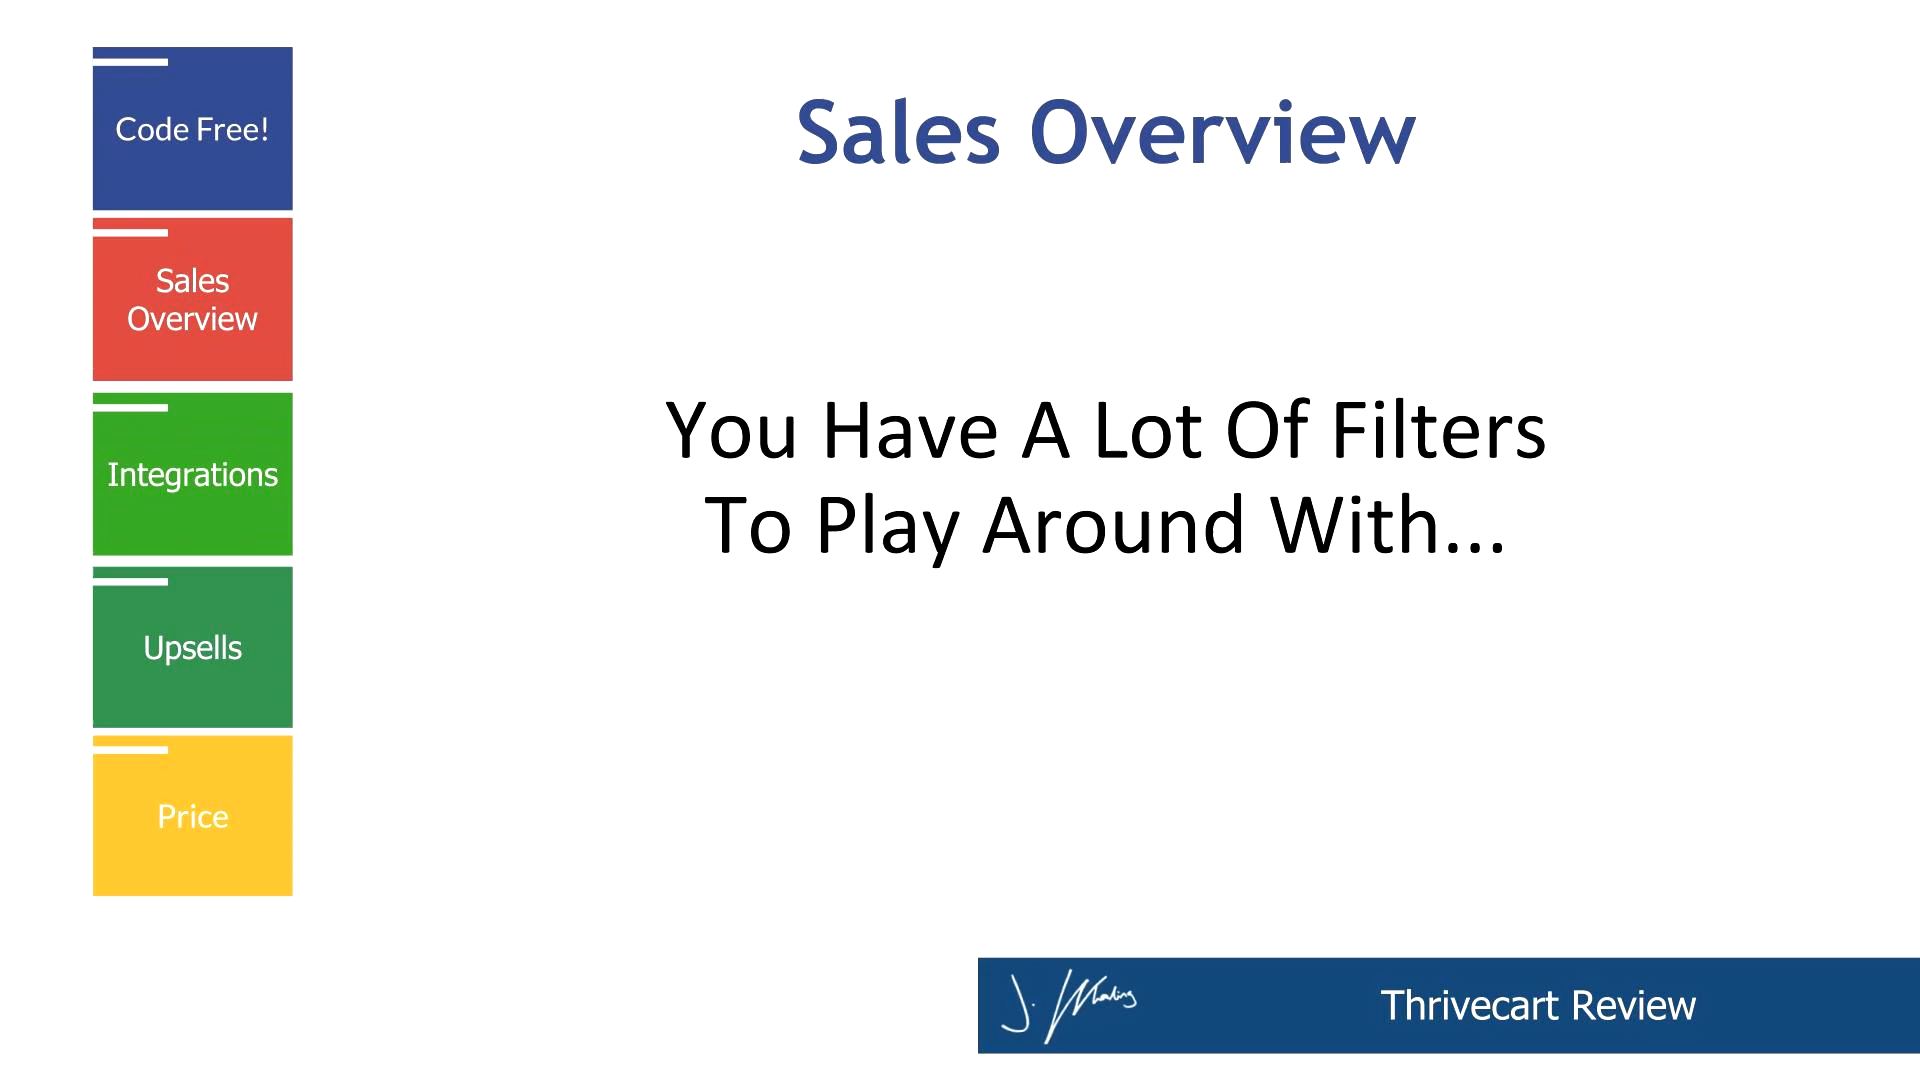 Code Free!
Sales
Overview
Integrations
Upsells
Price
Sales Overview
You Have A Lot Of Filters
To Play Around With...
Thrivecart Review